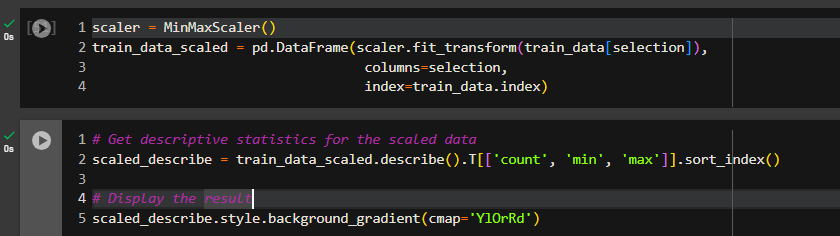 0s
[ ] 1 scaler = MinMaxScaler()
2 train_data_scaled = pd.DataFrame(scaler.fit_transform(train_data[selection]),
3                                  columns=selection,
4                                  index=train_data.index)
0s
1 # Get descriptive statistics for the scaled data
2 scaled_describe = train_data_scaled.describe().T[['count', 'min', 'max']].sort_index()
3
4 # Display the result
5 scaled_describe.style.background_gradient(cmap='YlOrRd')